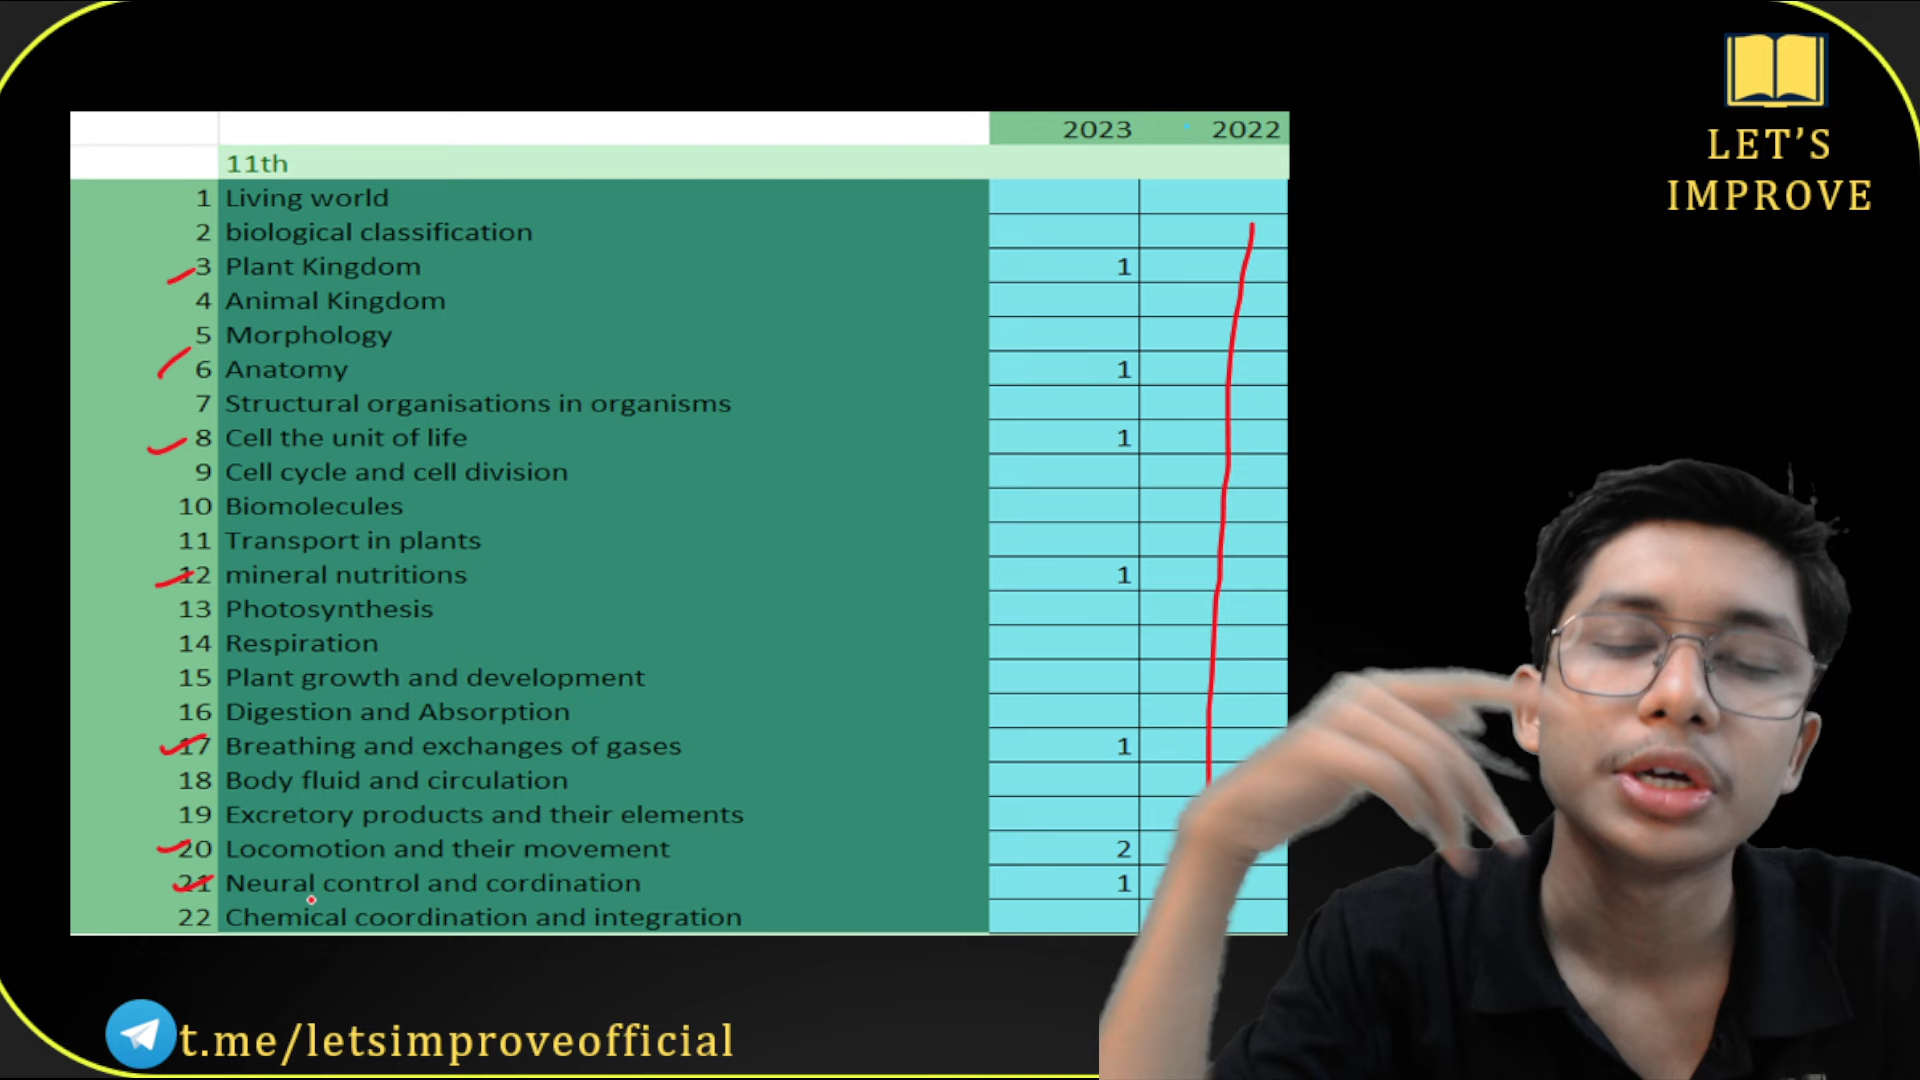 LET'S
IMPROVE
2023 2022
11th
1 Living world
2 biological classification
3 Plant Kingdom 1
4 Animal Kingdom
5 Morphology
6 Anatomy 1
7 Structural organisations in organisms
8 Cell the unit of life 1
9 Cell cycle and cell division
10 Biomolecules
11 Transport in plants
12 mineral nutritions 1
13 Photosynthesis
14 Respiration
15 Plant growth and development
16 Digestion and Absorption
17 Breathing and exchanges of gases 1
18 Body fluid and circulation
19 Excretory products and their elements
20 Locomotion and their movement 2
21 Neural control and cordination 1
22 Chemical coordination and integration
t.me/letsimproveofficial